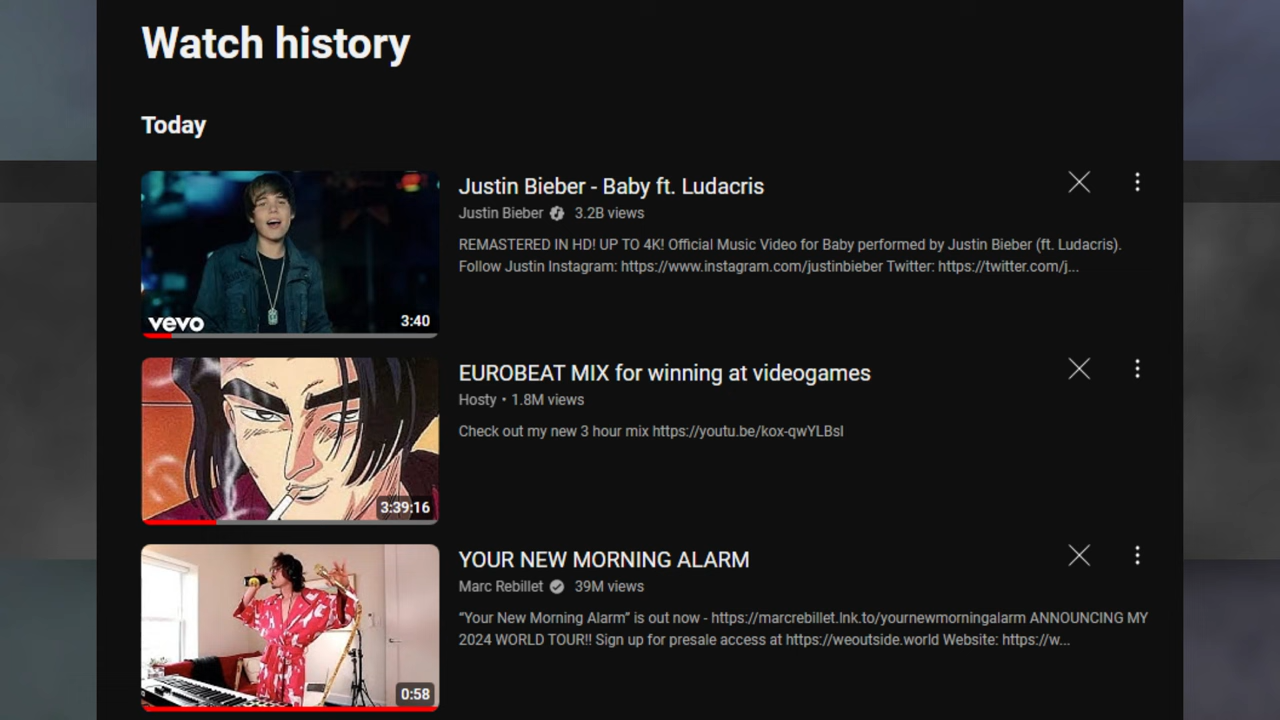 Watch history
Today
Justin Bieber - Baby ft. Ludacris
Justin Bieber 3.2B views
REMASTERED IN HD! UP TO 4K! Official Music Video for Baby performed by Justin Bieber (ft. Ludacris).
Follow Justin Instagram: https://www.instagram.com/justinbieber Twitter: https://twitter.com/j...
vevo 3:40
EUROBEAT MIX for winning at videogames
Hosty • 1.8M views
Check out my new 3 hour mix https://youtu.be/kox-qwYLBsI
3:39:16
YOUR NEW MORNING ALARM
Marc Rebillet 39M views
“Your New Morning Alarm” is out now - https://marcrebillet.lnk.to/yournewmorningalarm ANNOUNCING MY
2024 WORLD TOUR!! Sign up for presale access at https://weoutside.world Website: https://w...
0:58